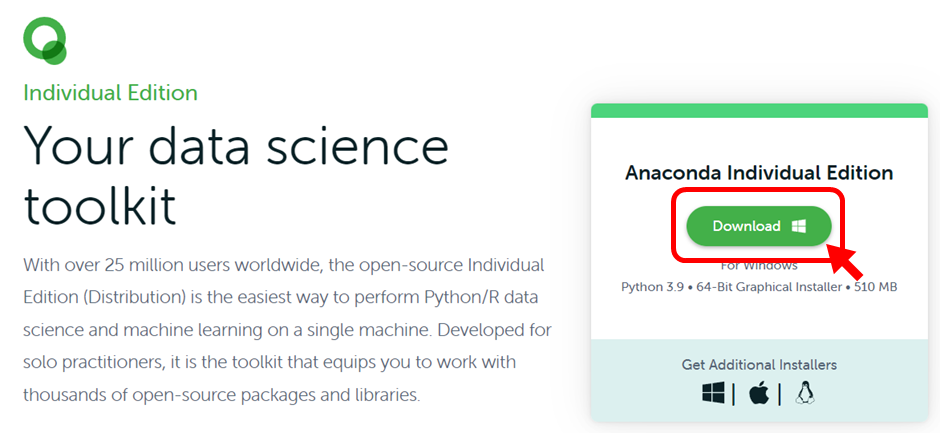 Individual Edition
Your data science
toolkit
With over 25 million users worldwide, the open-source Individual
Edition (Distribution) is the easiest way to perform Python/R data
science and machine learning on a single machine. Developed for
solo practitioners, it is the toolkit that equips you to work with
thousands of open-source packages and libraries.
Anaconda Individual Edition
Download
For Windows
Python 3.9 • 64-Bit Graphical Installer • 510 MB
Get Additional Installers
| |